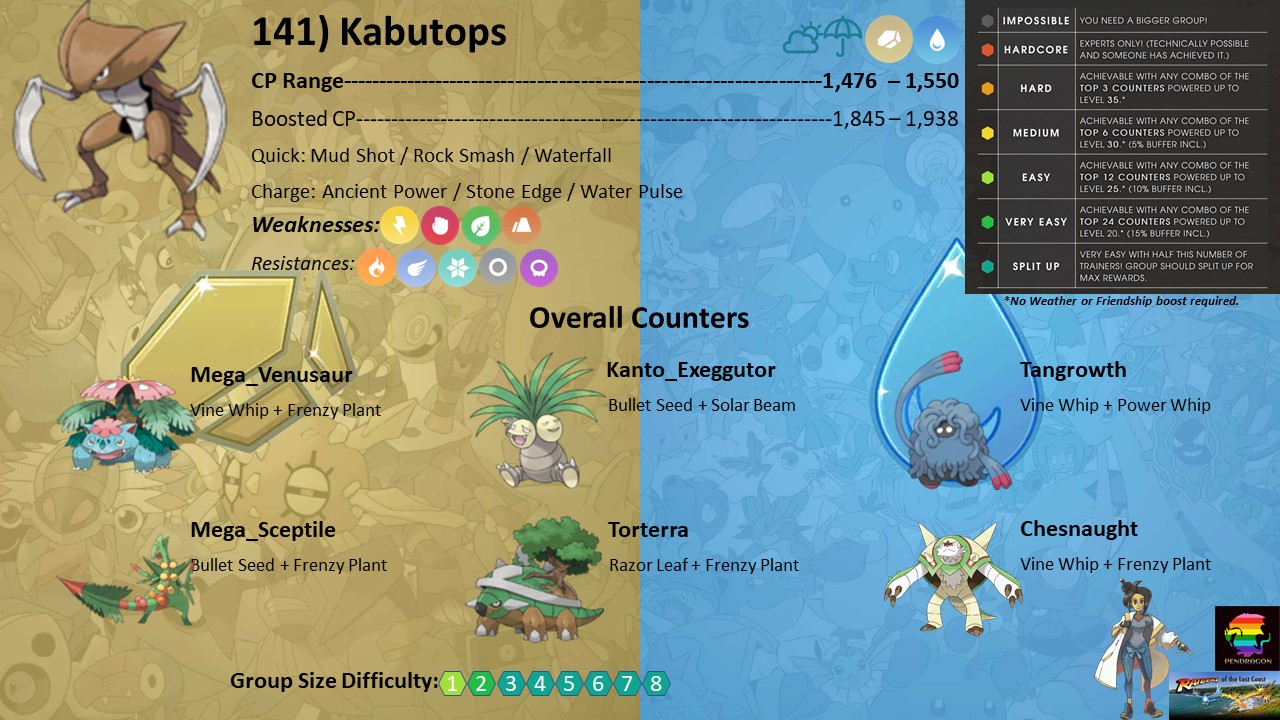 141) Kabutops
CP Range--------------------------------------------------------------------1,476 – 1,550
Boosted CP--------------------------------------------------------------------1,845 – 1,938
Quick: Mud Shot / Rock Smash / Waterfall
Charge: Ancient Power / Stone Edge / Water Pulse
Weaknesses:
Resistances:
IMPOSSIBLE YOU NEED A BIGGER GROUP!
HARDCORE EXPERTS ONLY! (TECHNICALLY POSSIBLE
AND SOMEONE HAS ACHIEVED IT.)
HARD ACHIEVABLE WITH ANY COMBO OF THE
TOP 3 COUNTERS POWERED UP TO
LEVEL 35.*
MEDIUM ACHIEVABLE WITH ANY COMBO OF THE
TOP 6 COUNTERS POWERED UP TO
LEVEL 30.* (5% BUFFER INCL.)
EASY ACHIEVABLE WITH ANY COMBO OF THE
TOP 12 COUNTERS POWERED UP TO
LEVEL 25.* (10% BUFFER INCL.)
VERY EASY ACHIEVABLE WITH ANY COMBO OF THE
TOP 24 COUNTERS POWERED UP TO
LEVEL 20.* (15% BUFFER INCL.)
SPLIT UP VERY EASY WITH HALF THIS NUMBER OF
TRAINERS! GROUP SHOULD SPLIT UP FOR
MAX REWARDS.
*No Weather or Friendship boost required.
Overall Counters
Mega_Venusaur
Vine Whip + Frenzy Plant
Kanto_Exeggutor
Bullet Seed + Solar Beam
Tangrowth
Vine Whip + Power Whip
Mega_Sceptile
Bullet Seed + Frenzy Plant
Torterra
Razor Leaf + Frenzy Plant
Chesnaught
Vine Whip + Frenzy Plant
Group Size Difficulty: 1 2 3 4 5 6 7 8
PENDRAGON
RAIDERS of the Lost Coast